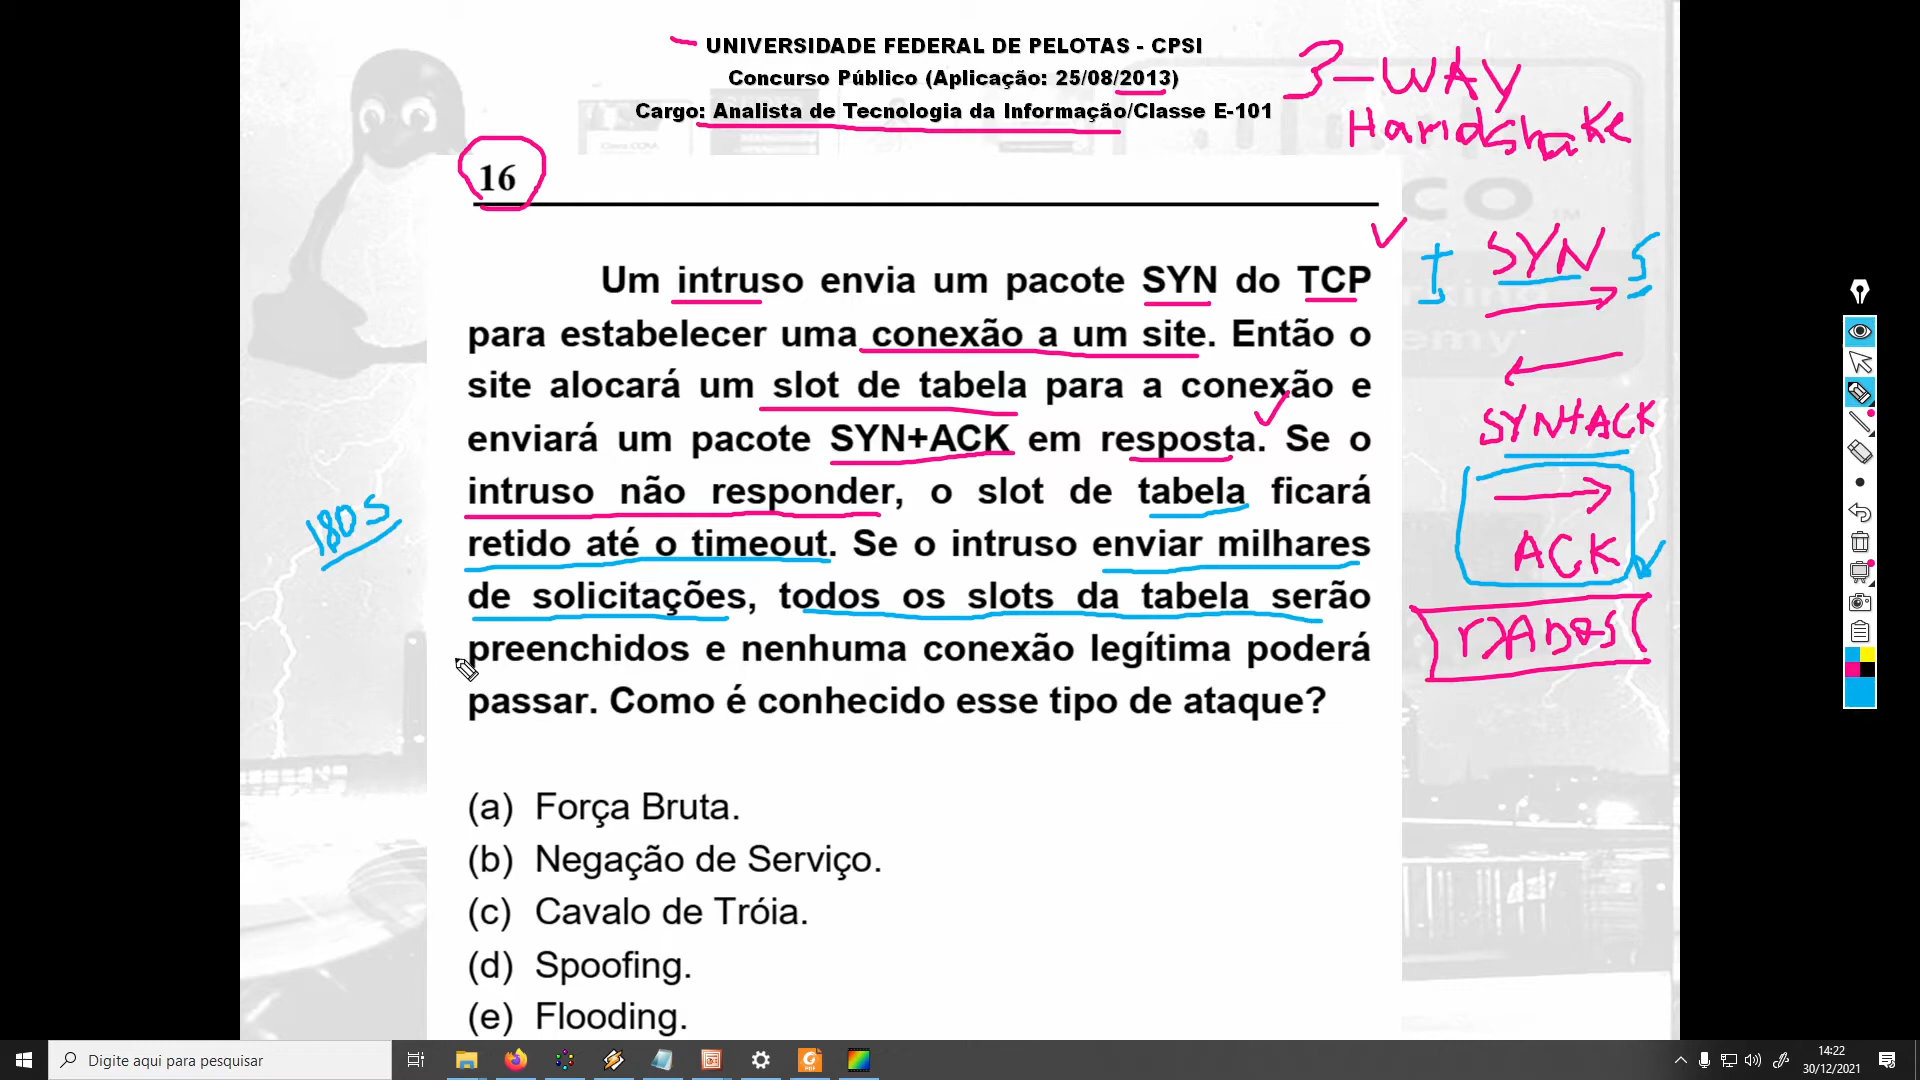 UNIVERSIDADE FEDERAL DE PELOTAS - CPSI
Concurso Público (Aplicação: 25/08/2013)
Cargo: Analista de Tecnologia da Informação/Classe E-101
3-WAY
Handshake
16
Um intruso envia um pacote SYN do TCP
para estabelecer uma conexão a um site. Então o
site alocará um slot de tabela para a conexão e
enviará um pacote SYN+ACK em resposta. Se o
intruso não responder, o slot de tabela ficará
retido até o timeout. Se o intruso enviar milhares
de solicitações, todos os slots da tabela serão
preenchidos e nenhuma conexão legítima poderá
passar. Como é conhecido esse tipo de ataque?
I SYN S
SYN+ACK
ACK
DADOS
180s
(a) Força Bruta.
(b) Negação de Serviço.
(c) Cavalo de Tróia.
(d) Spoofing.
(e) Flooding.
Digite aqui para pesquisar
14:22
30/12/2021